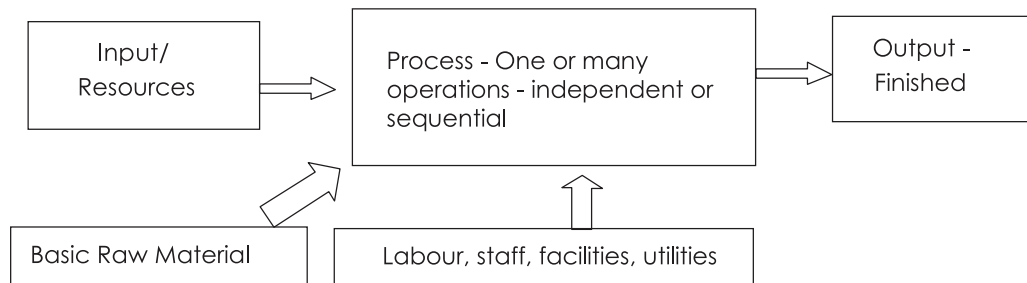 Input/
Resources
Process - One or many
operations - independent or
sequential
Output -
Finished
Basic Raw Material
Labour, staff, facilities, utilities